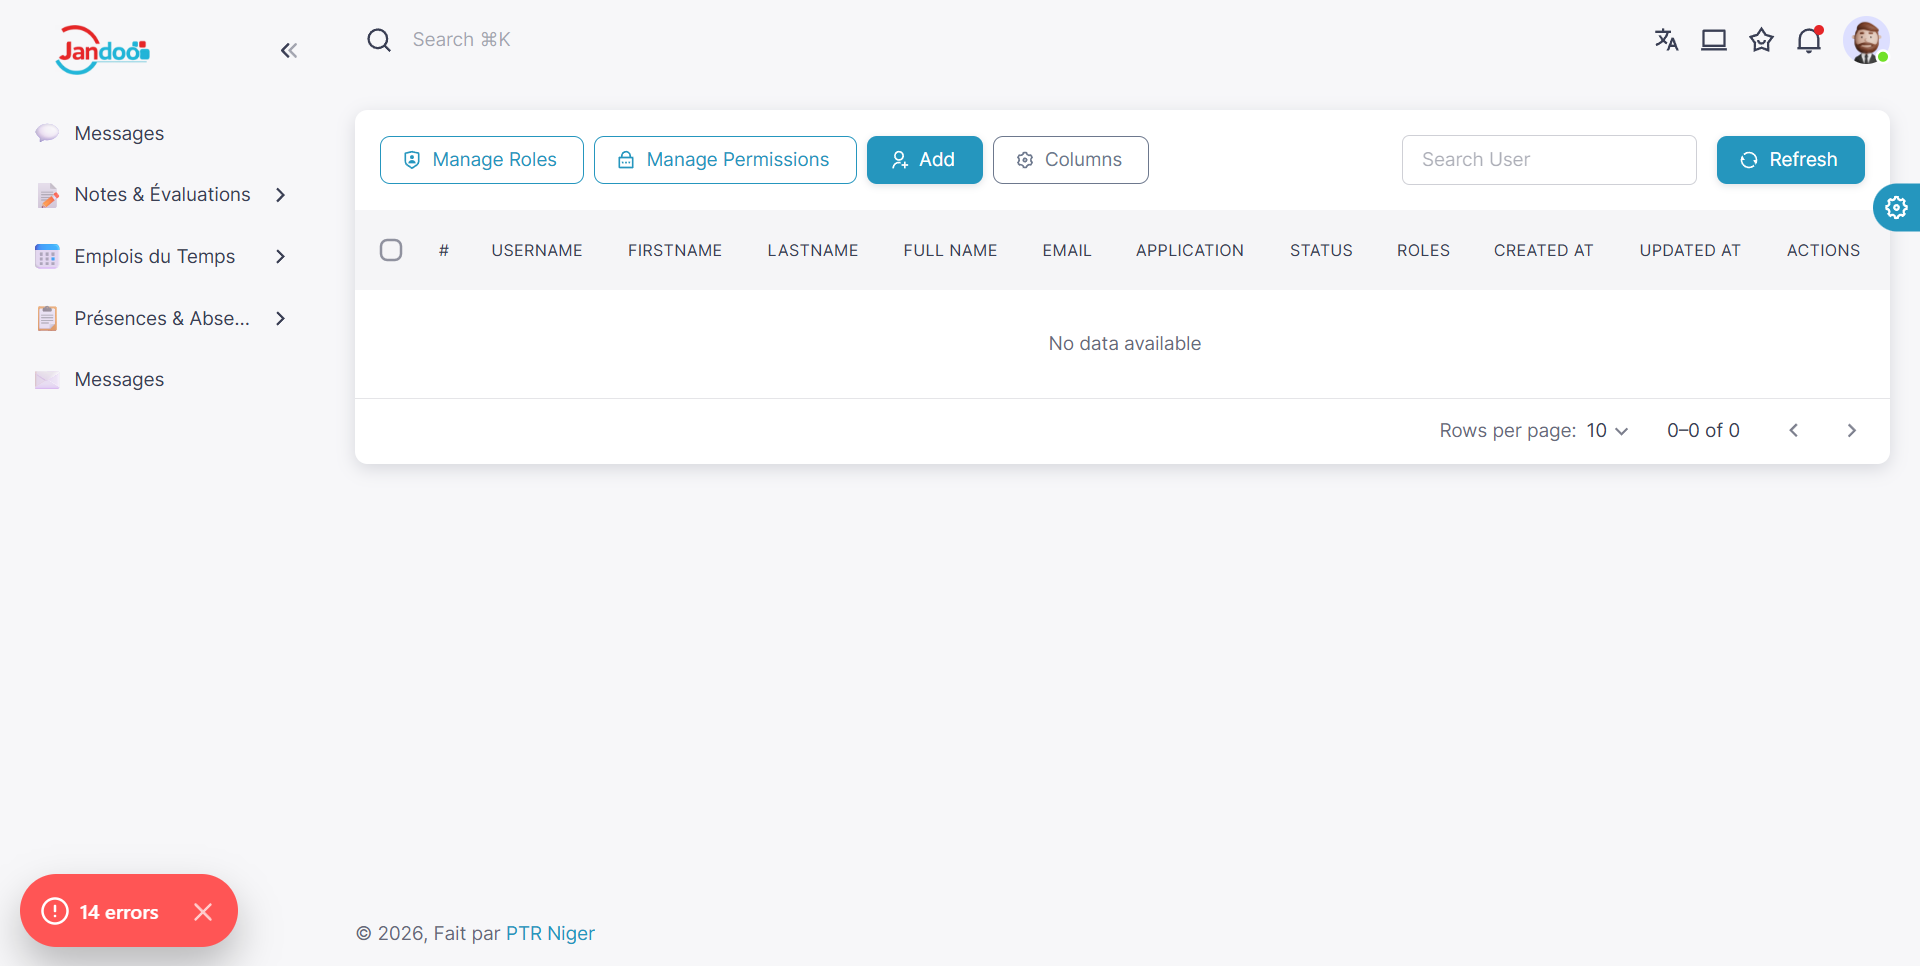 Jandoo
Search ⌘K
Messages
Notes & Évaluations
Emplois du Temps
Présences & Abse...
Messages
Manage Roles
Manage Permissions
Add
Columns
Search User
Refresh
# USERNAME FIRSTNAME LASTNAME FULL NAME EMAIL APPLICATION STATUS ROLES CREATED AT UPDATED AT ACTIONS
No data available
Rows per page: 10 0–0 of 0
14 errors
© 2026, Fait par PTR Niger